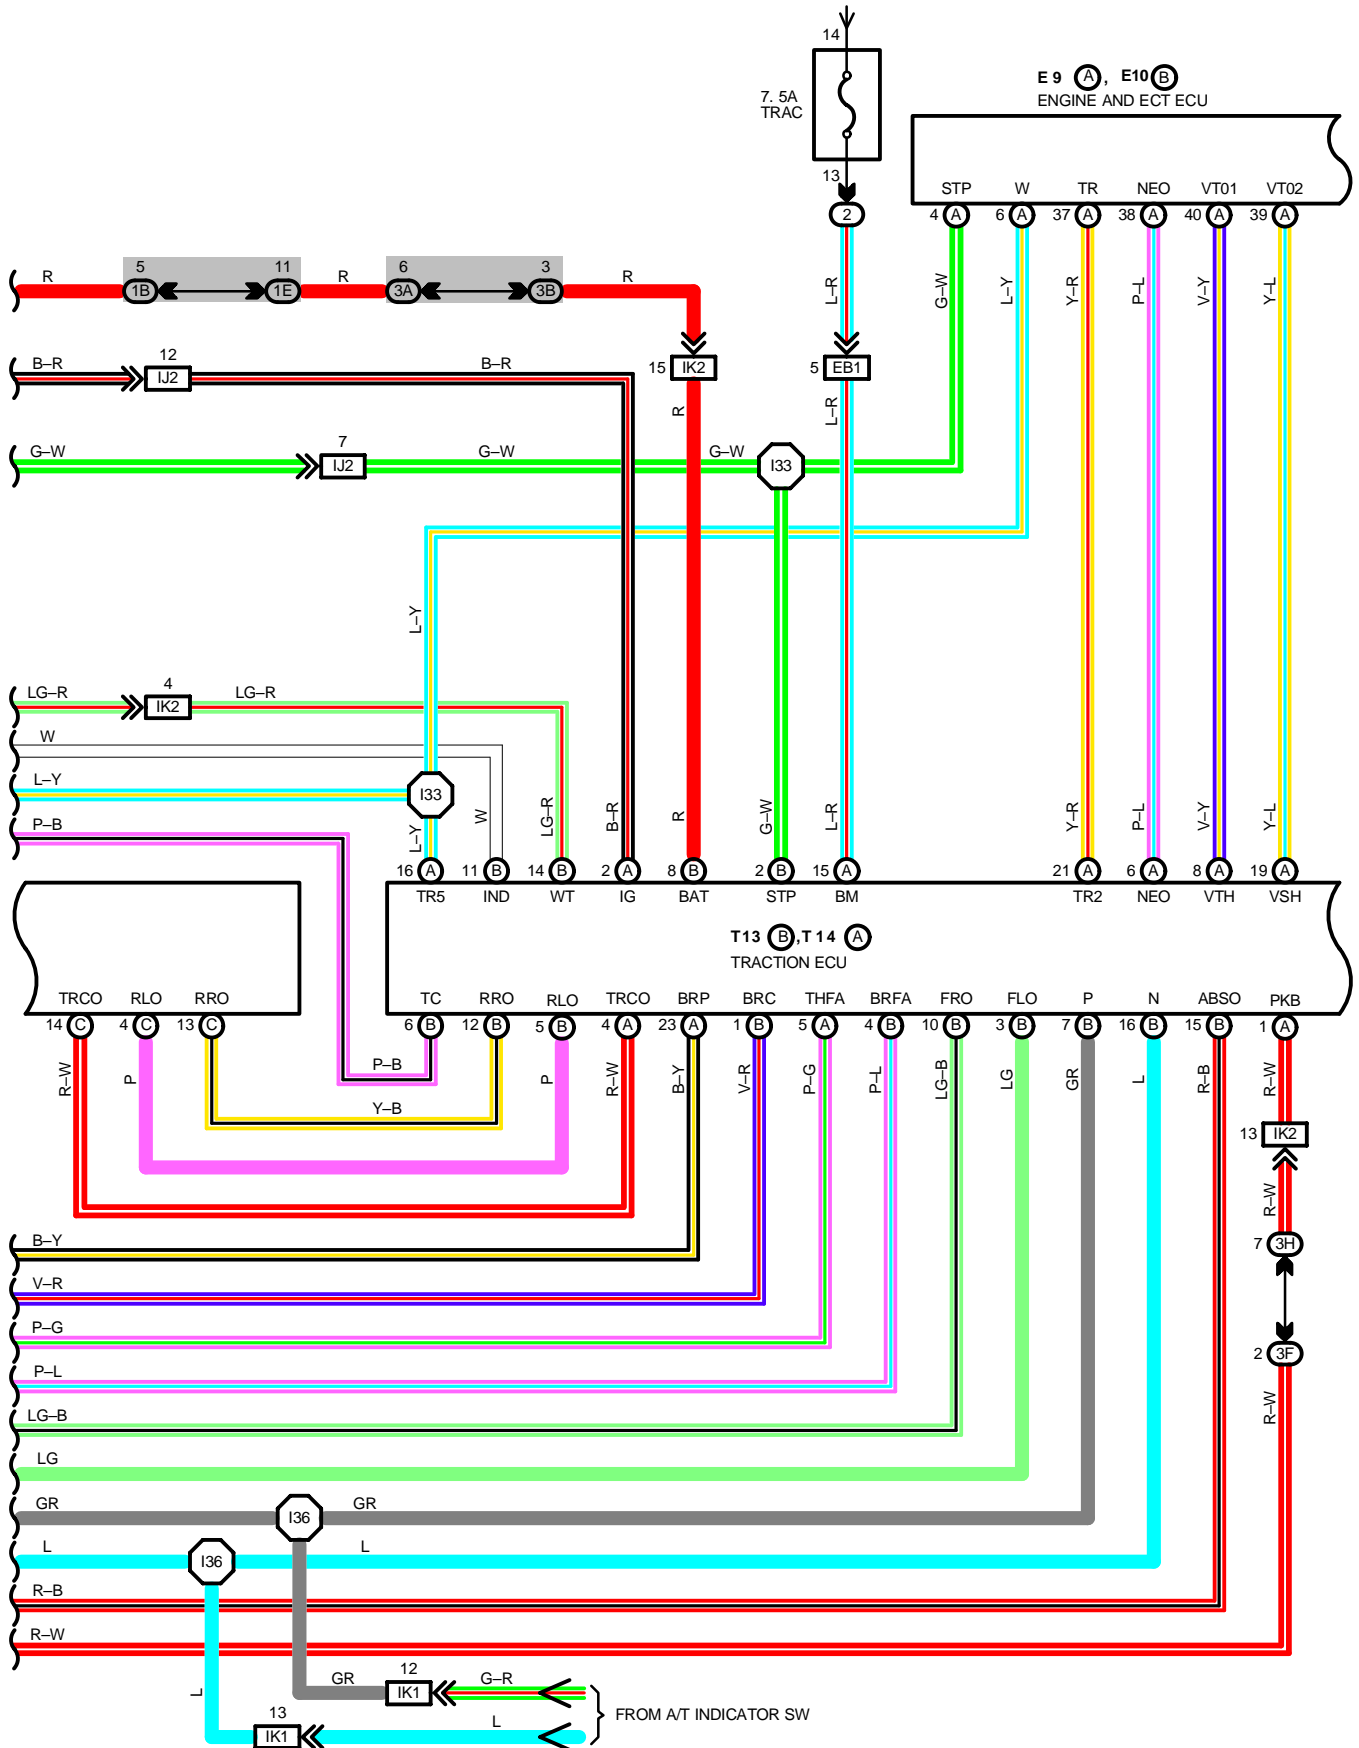 14
E 9 A, E10 B
ENGINE AND ECT ECU
7. 5A
TRAC
13
2
STP W TR NEO VT01 VT02
4 A 6 A 37 A 38 A 40 A 39 A
R 5 11 R 6 3 R
1B 1E 3A 3B
L–R G–W L–Y Y–R P–L V–Y Y–L
B–R 12 B–R
IJ2
15 IK2 5 EB1
R L–R
G–W 7 G–W G–W
IJ2 I33
L–Y
LG–R 4 LG–R
IK2
W
L–Y
I33
P–B
L–Y W LG–R B–R R G–W L–R Y–R P–L V–Y Y–L
16 A 11 B 14 B 2 A 8 B 2 B 15 A 21 A 6 A 8 A 19 A
TR5 IND WT IG BAT STP BM TR2 NEO VTH VSH
T13 B, T 14 A
TRACTION ECU
TRCO RLO RRO TC RRO RLO TRCO BRP BRC THFA BRFA FRO FLO P N ABSO PKB
14 C 4 C 13 C 6 B 12 B 5 B 4 A 23 A 1 B 5 A 4 B 10 B 3 B 7 B 16 B 15 B 1 A
R–W P P–B P R–W B–Y V–R P–G P–L LG–B LG GR L R–B R–W
Y–B
13 IK2
R–W
B–Y
7 3H
V–R
P–G
2 3F
P–L
R–W
LG–B
LG
GR I36 GR
L I36 L
R–B
R–W
L GR 12 G–R
IK1
13 L
IK1
FROM A/T INDICATOR SW